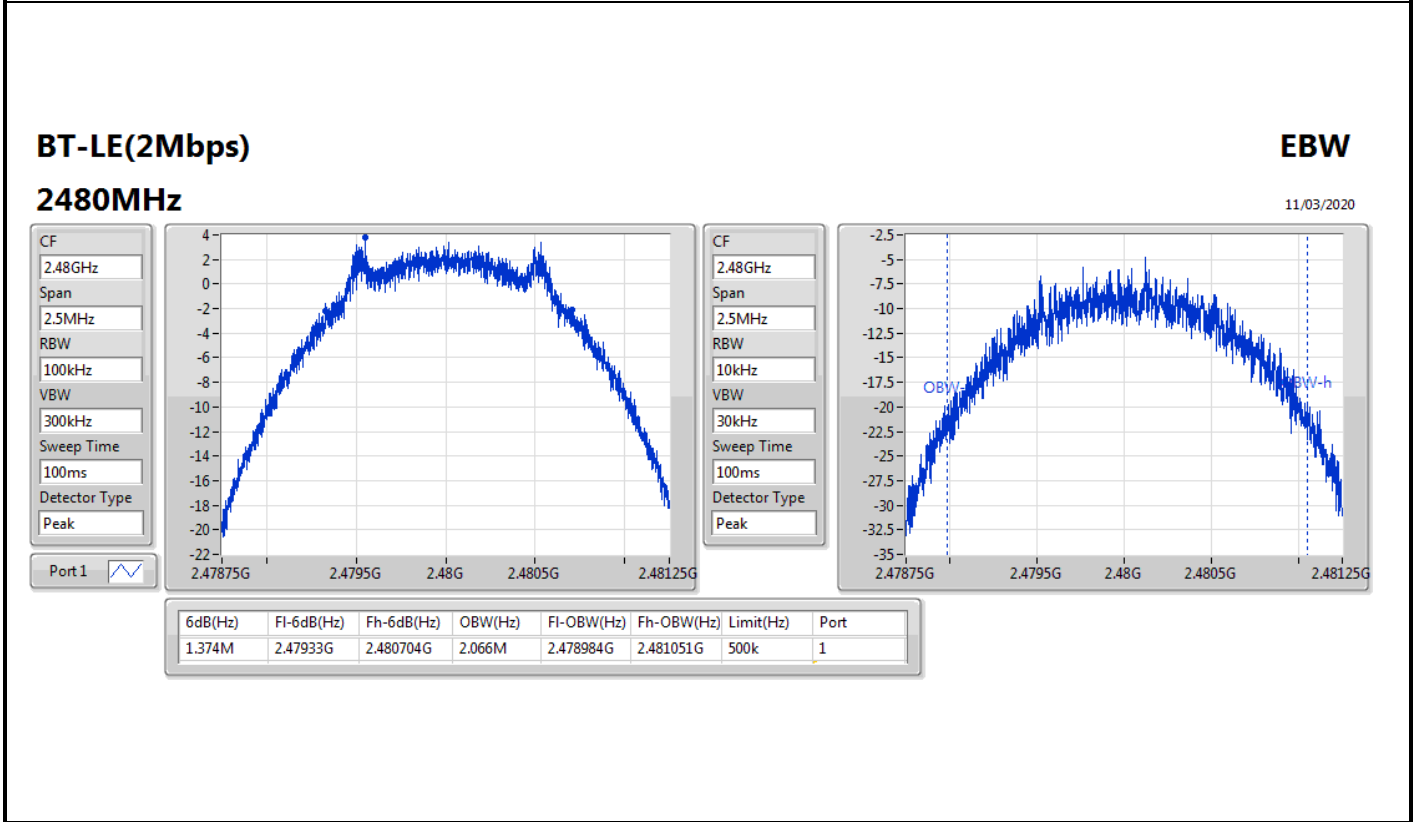 BT-LE(2Mbps)
EBW
2480MHz
11/03/2020
CF
2.48GHz
Span
2.5MHz
RBW
100kHz
VBW
300kHz
Sweep Time
100ms
Detector Type
Peak
Port 1
4
2
0
-2
-4
-6
-8
-10
-12
-14
-16
-18
-20
-22
2.47875G 2.4795G 2.48G 2.4805G 2.48125G
CF
2.48GHz
Span
2.5MHz
RBW
10kHz
VBW
30kHz
Sweep Time
100ms
Detector Type
Peak
-2.5
-5
-7.5
-10
-12.5
-15
-17.5
-20
-22.5
-25
-27.5
-30
-32.5
-35
2.47875G 2.4795G 2.48G 2.4805G 2.48125G
6dB(Hz) Fl-6dB(Hz) Fh-6dB(Hz) OBW(Hz) Fl-OBW(Hz) Fh-OBW(Hz) Limit(Hz) Port
1.374M 2.47933G 2.480704G 2.066M 2.478984G 2.481051G 500k 1